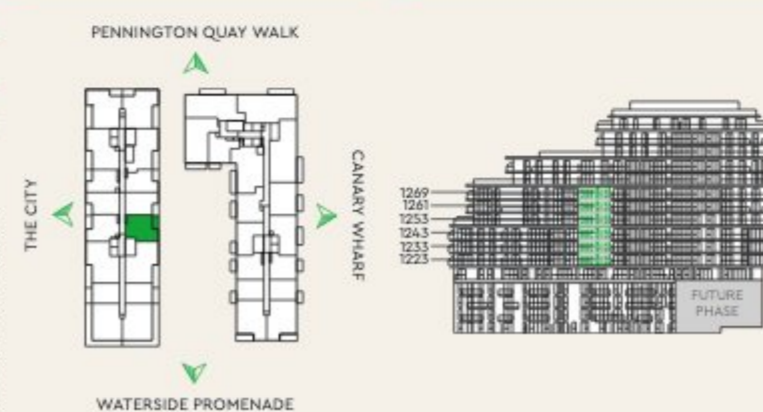 PENNINGTON QUAY WALK
THE CITY
CANARY WHARF
WATERSIDE PROMENADE
1269
1261
1253
1243
1233
1223
FUTURE
PHASE